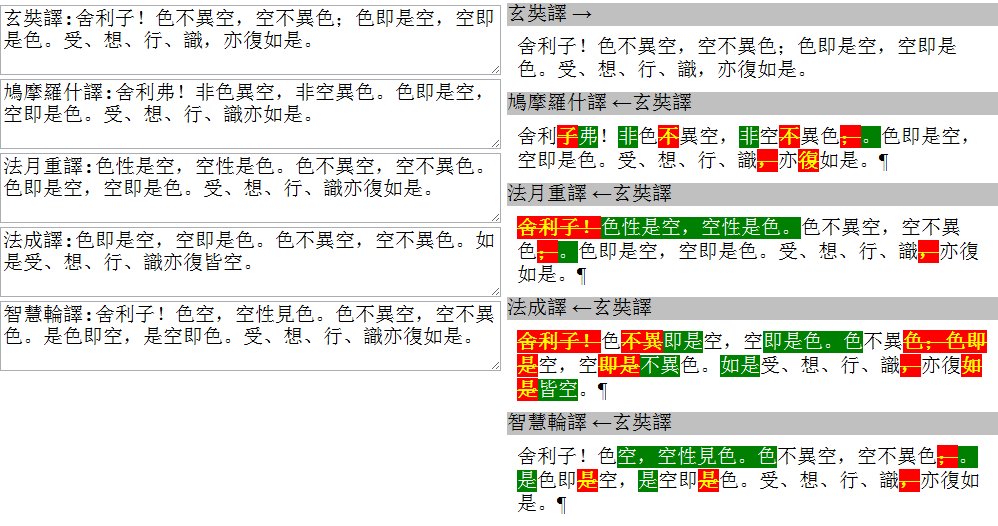 玄奘譯:舍利子！色不異空，空不異色；色即是空，空即
是色。受、想、行、識，亦復如是。
鳩摩羅什譯:舍利弗！非色異空，非空異色。色即是空，
空即是色。受、想、行、識亦如是。
法月重譯:色性是空，空性是色。色不異空，空不異色。
色即是空，空即是色。受、想、行、識亦復如是。
法成譯:色即是空，空即是色。色不異空，空不異色。如
是受、想、行、識亦復皆空。
智慧輪譯:舍利子！色空，空性見色。色不異空，空不異
色。是色即空，是空即色。受、想、行、識亦復如是。
玄奘譯 →
舍利子！色不異空，空不異色；色即是空，空即是
色。受、想、行、識，亦復如是。
鳩摩羅什譯 ←玄奘譯
舍利子弗！非色不異空，非空不異色；。色即是空，
空即是色。受、想、行、識，亦復如是。¶
法月重譯 ←玄奘譯
舍利子！色性是空，空性是色。色不異空，空不異
色；。色即是空，空即是色。受、想、行、識，亦復
如是。¶
法成譯 ←玄奘譯
舍利子！色不異即是空，空即是色。色不異色；色即
是空，空即是不異色。如是受、想、行、識，亦復如
是皆空。¶
智慧輪譯 ←玄奘譯
舍利子！色空，空性見色。色不異空，空不異色；。
是色即是空，是空即是色。受、想、行、識，亦復如
是。¶